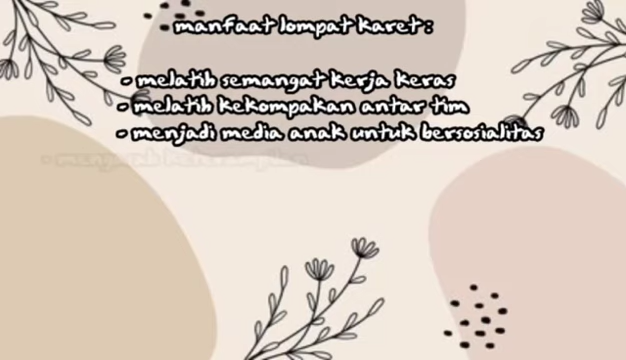 manfaat lompat karet :
- melatih semangat kerja keras
- melatih kekompakan antar tim
- menjadi media anak untuk bersosialitas